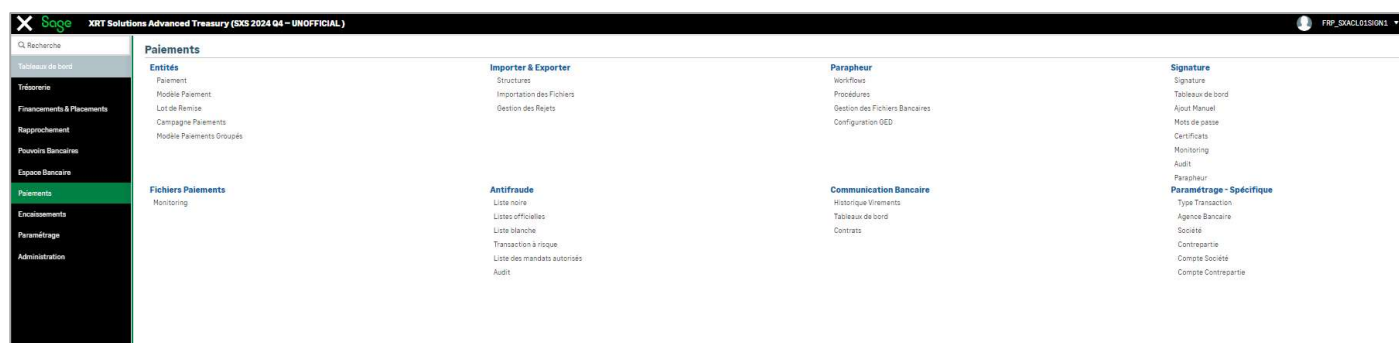 Sage XRT Solutions Advanced Treasury (SXS 2024 Q4 – UNOFFICIAL )
FRP_SXACL01SIGN1
Recherche
Tableaux de bord
Trésorerie
Financements & Placements
Rapprochement
Pouvoirs Bancaires
Espace Bancaire
Paiements
Encaissements
Paramétrage
Administration
Paiements
Entités
Paiement
Modèle Paiement
Lot de Remise
Campagne Paiements
Modèle Paiements Groupés
Importer & Exporter
Structures
Importation des Fichiers
Gestion des Rejets
Parapheur
Workflows
Procédures
Gestion des Fichiers Bancaires
Configuration GED
Signature
Signature
Tableaux de bord
Ajout Manuel
Mots de passe
Certificats
Monitoring
Audit
Parapheur
Fichiers Paiements
Monitoring
Antifraude
Liste noire
Listes officielles
Liste blanche
Transaction à risque
Liste des mandats autorisés
Audit
Communication Bancaire
Historique Virements
Tableaux de bord
Contrats
Paramétrage - Spécifique
Type Transaction
Agence Bancaire
Société
Contrepartie
Compte Société
Compte Contrepartie